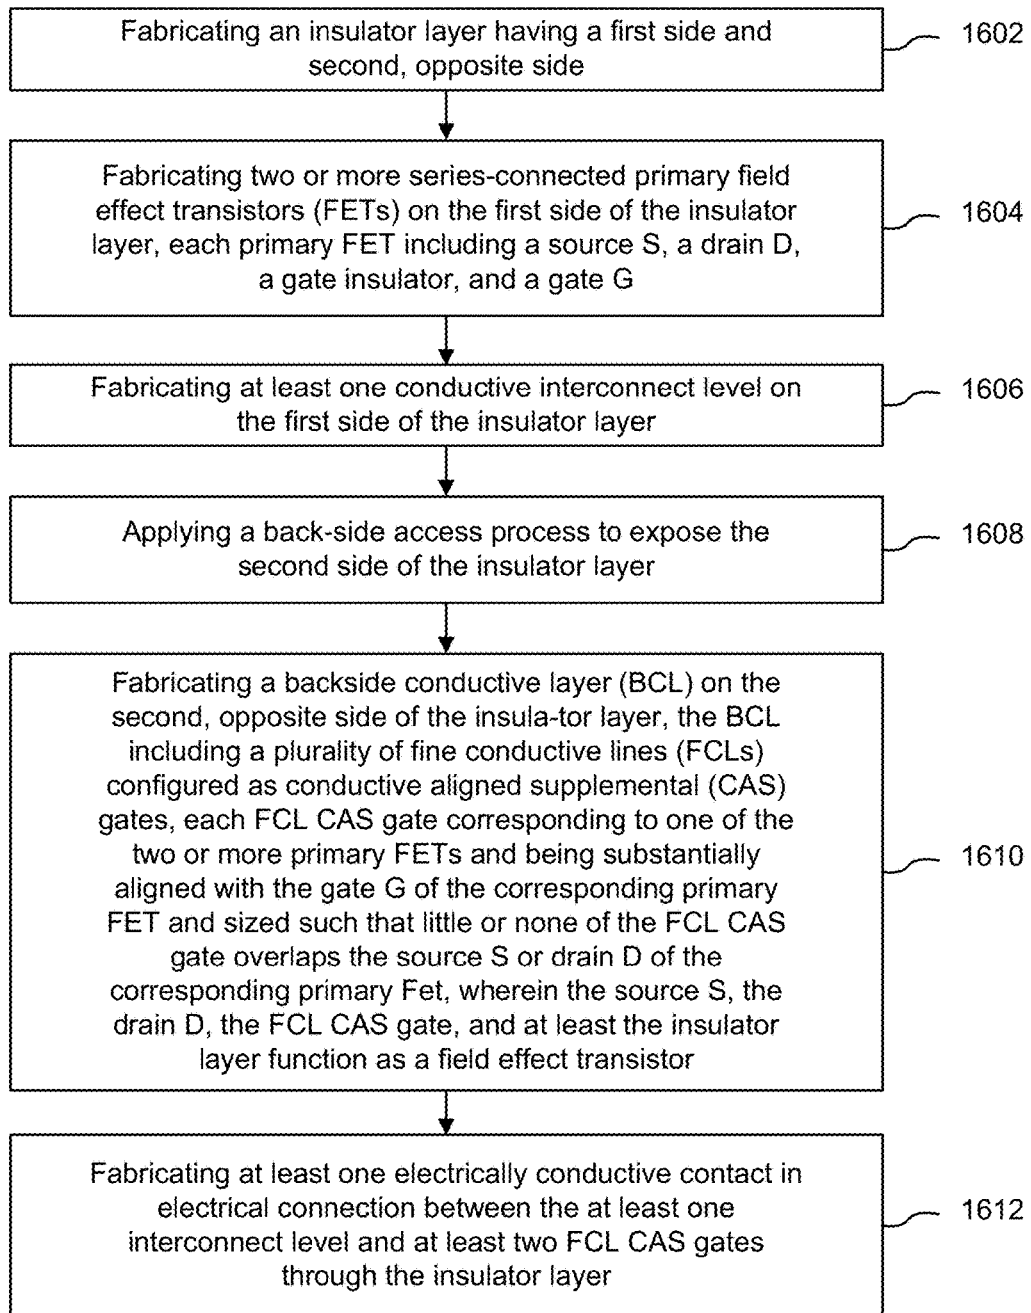 Fabricating an insulator layer having a first side and
second, opposite side
1602
Fabricating two or more series-connected primary field
effect transistors (FETs) on the first side of the insulator
layer, each primary FET including a source S, a drain D,
a gate insulator, and a gate G
1604
Fabricating at least one conductive interconnect level on
the first side of the insulator layer
1606
Applying a back-side access process to expose the
second side of the insulator layer
1608
Fabricating a backside conductive layer (BCL) on the
second, opposite side of the insula-tor layer, the BCL
including a plurality of fine conductive lines (FCLs)
configured as conductive aligned supplemental (CAS)
gates, each FCL CAS gate corresponding to one of the
two or more primary FETs and being substantially
aligned with the gate G of the corresponding primary
FET and sized such that little or none of the FCL CAS
gate overlaps the source S or drain D of the
corresponding primary Fet, wherein the source S, the
drain D, the FCL CAS gate, and at least the insulator
layer function as a field effect transistor
1610
Fabricating at least one electrically conductive contact in
electrical connection between the at least one
interconnect level and at least two FCL CAS gates
through the insulator layer
1612